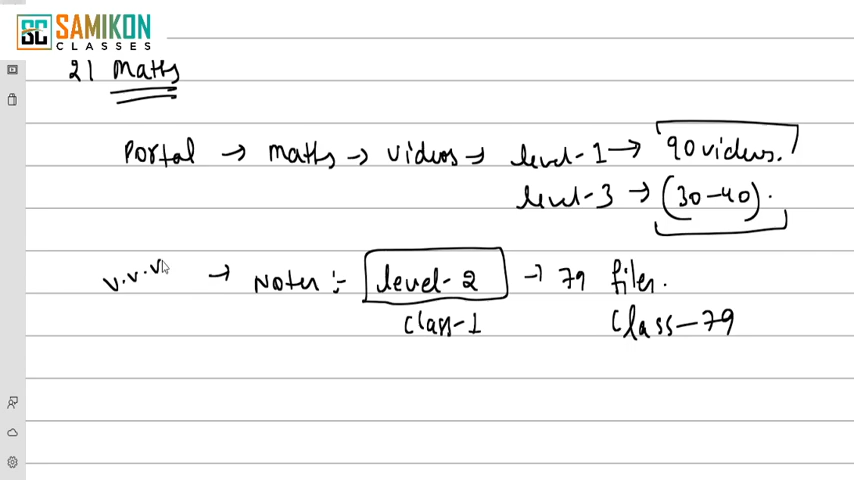 SC SAMIKON
CLASSES
21 Maths
Portal → maths → videos → level-1 → 90 videos.
level-3 → (30-40).
v.v.v → Notes :- level-2 → 79 files.
class-1 Class-79